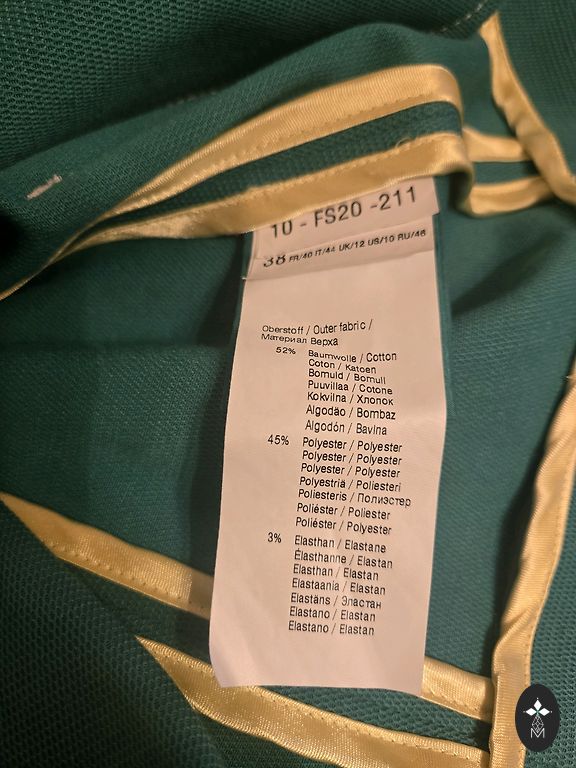 10 - FS20 -211
38 FR/40 IT/44 UK/12 US/10 RU/46
Oberstoff / Outer fabric /
Материал Верха
52% Baumwolle / Cotton
Coton / Katoen
Bomuld / Bomull
Puuvillaa / Cotone
Kokvilna / Хлопок
Algodão / Bombaz
Algodón / Bavlna
45% Polyester / Polyester
Polyester / Polyester
Polyester / Polyester
Polyestriä / Poliesteri
Poliesteris / Полиэстер
Poliéster / Poliester
Poliéster / Polyester
3% Elasthan / Elastane
Élasthanne / Elastan
Elasthan / Elastan
Elastaania / Elastan
Elastāns / Эластан
Elastano / Elastan
Elastano / Elastan
M